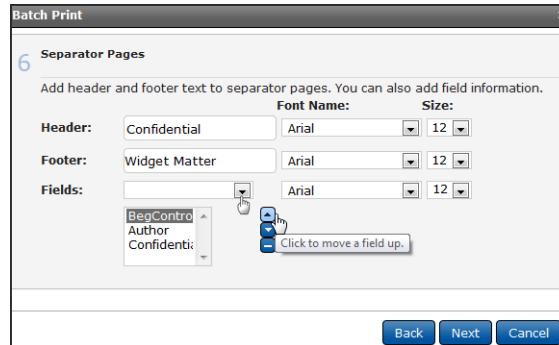 Batch Print
6 Separator Pages
Add header and footer text to separator pages. You can also add field information.
Font Name: Size:
Header: Confidential Arial 12
Footer: Widget Matter Arial 12
Fields: Arial 12
BegContro
Author
Confidentia
Click to move a field up.
Back Next Cancel